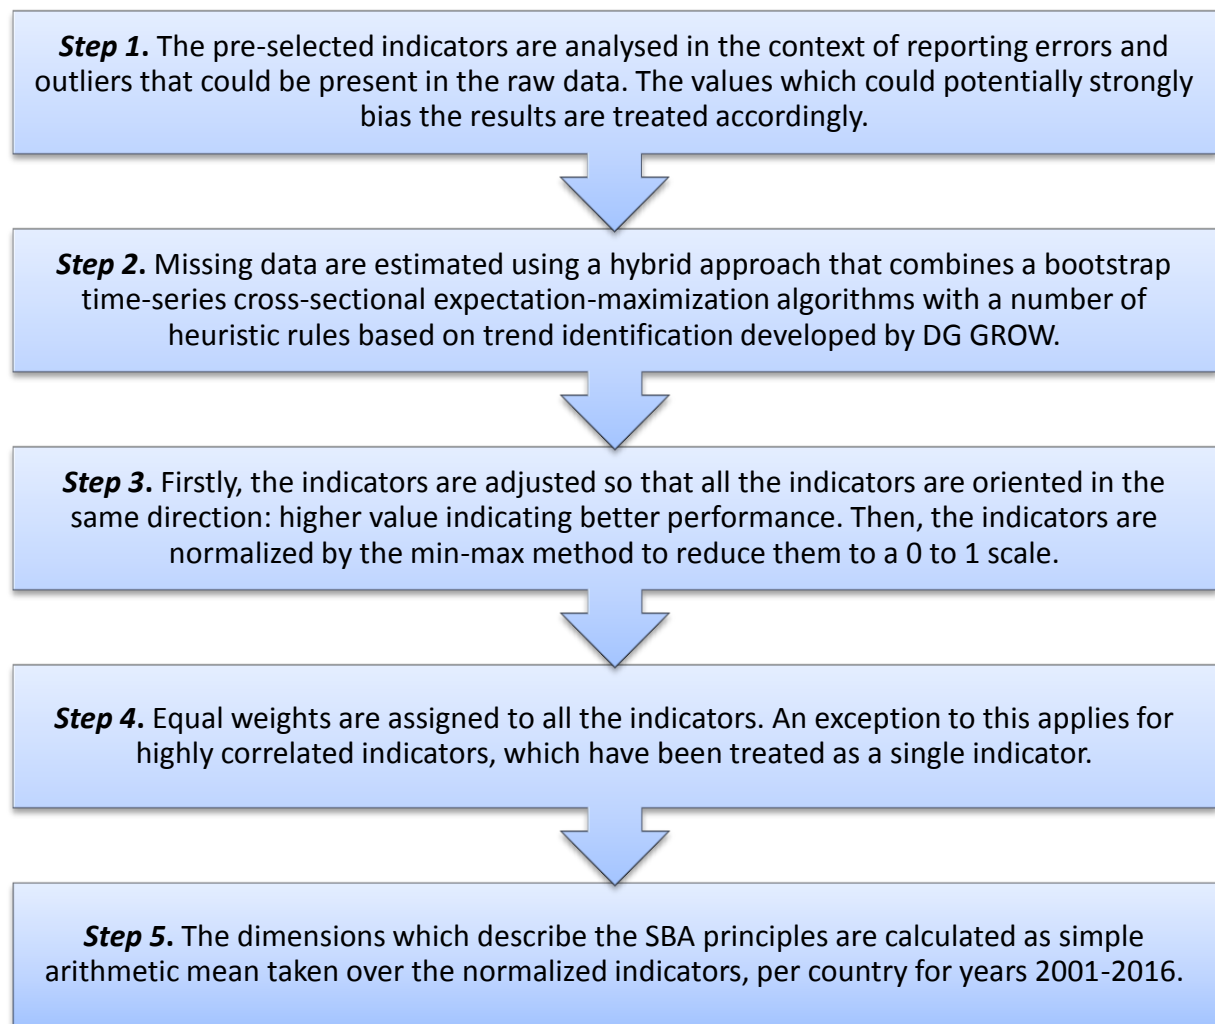 Step 1. The pre-selected indicators are analysed in the context of reporting errors and
outliers that could be present in the raw data. The values which could potentially strongly
bias the results are treated accordingly.
Step 2. Missing data are estimated using a hybrid approach that combines a bootstrap
time-series cross-sectional expectation-maximization algorithms with a number of
heuristic rules based on trend identification developed by DG GROW.
Step 3. Firstly, the indicators are adjusted so that all the indicators are oriented in the
same direction: higher value indicating better performance. Then, the indicators are
normalized by the min-max method to reduce them to a 0 to 1 scale.
Step 4. Equal weights are assigned to all the indicators. An exception to this applies for
highly correlated indicators, which have been treated as a single indicator.
Step 5. The dimensions which describe the SBA principles are calculated as simple
arithmetic mean taken over the normalized indicators, per country for years 2001-2016.